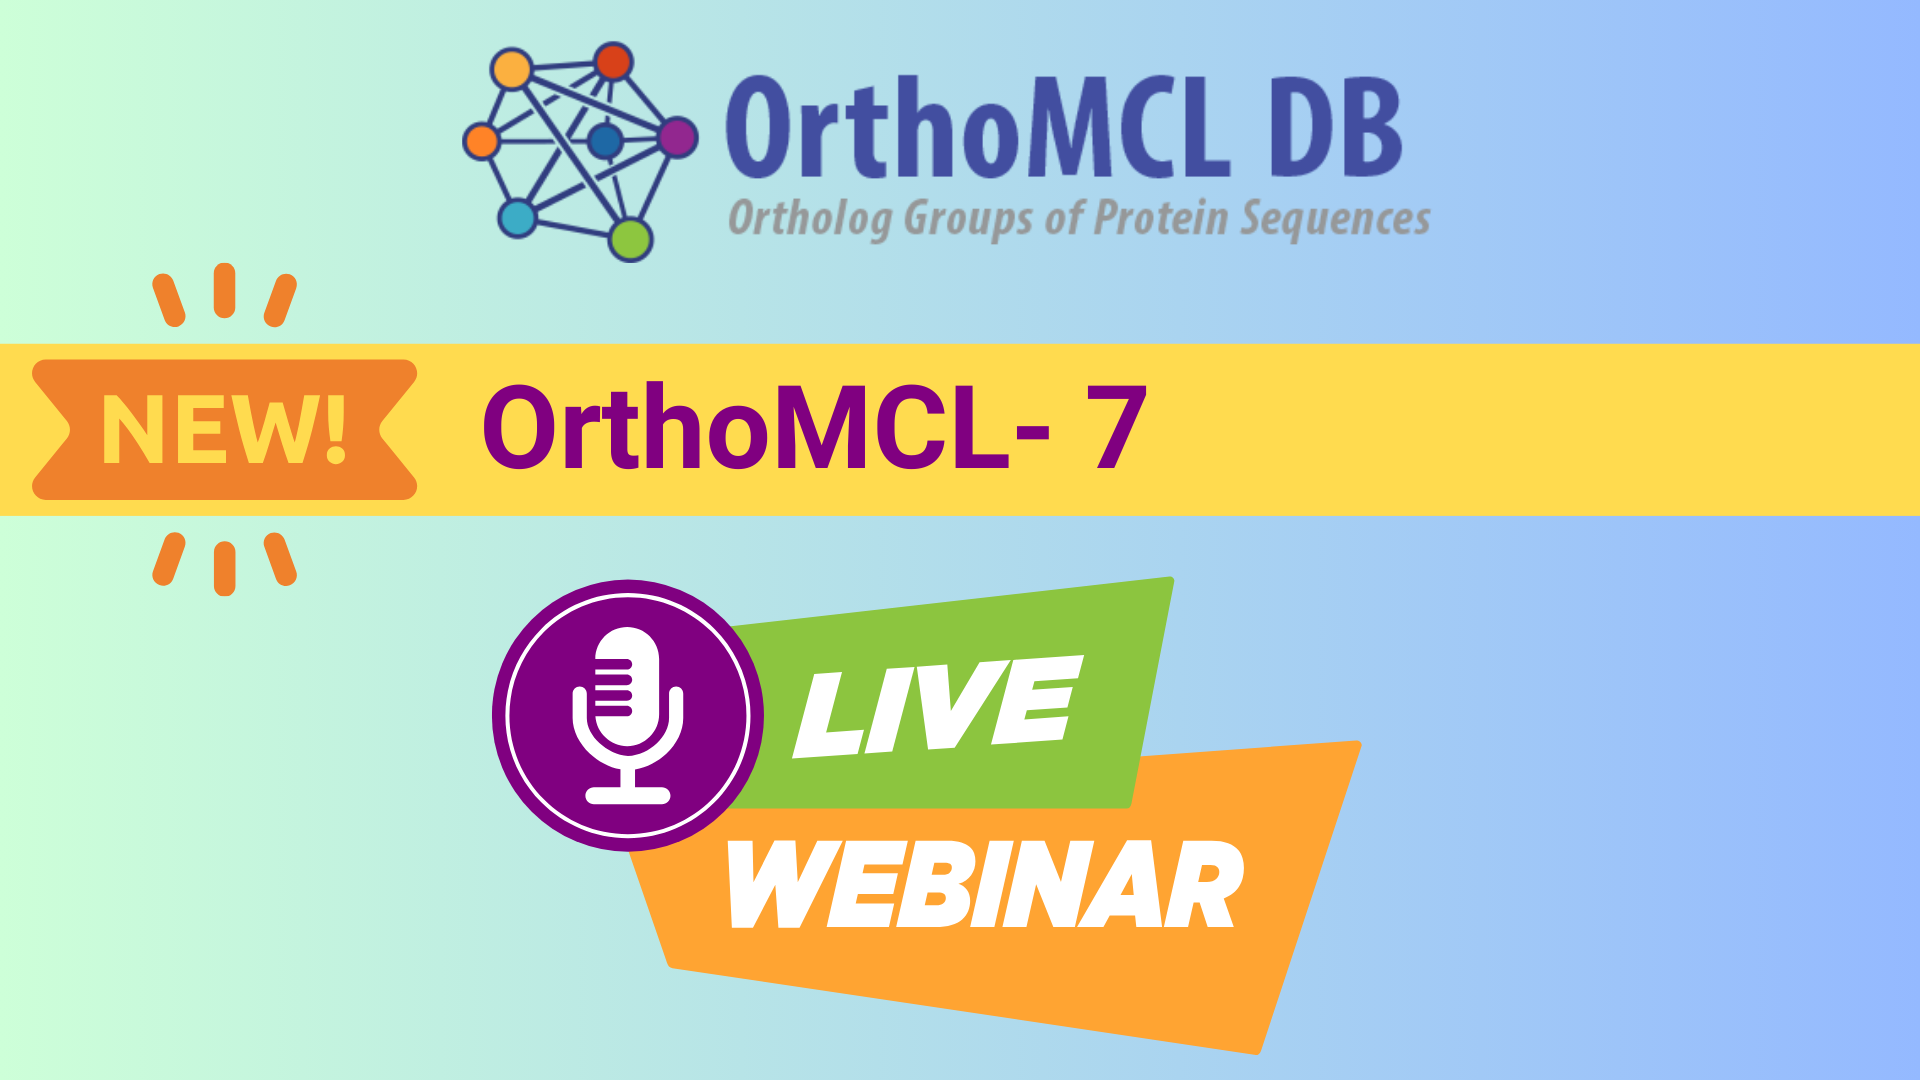 OrthoMCL DB
Ortholog Groups of Protein Sequences
NEW!
OrthoMCL- 7
LIVE
WEBINAR